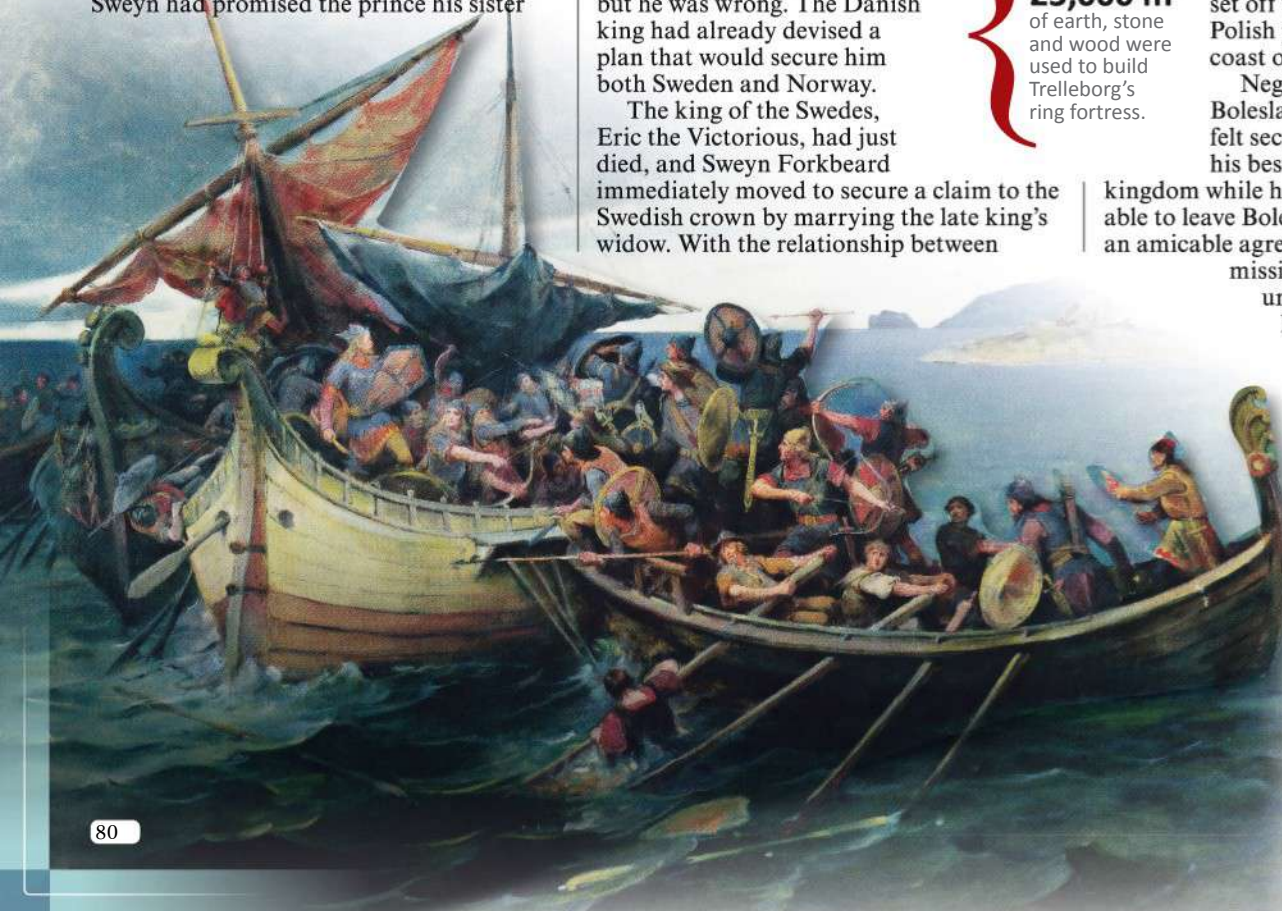 Sweyn had promised the prince his sister
but he was wrong. The Danish
king had already devised a
plan that would secure him
both Sweden and Norway.
The king of the Swedes,
Eric the Victorious, had just
died, and Sweyn Forkbeard
immediately moved to secure a claim to the
Swedish crown by marrying the late king's
widow. With the relationship between
of earth, stone
and wood were
used to build
Trelleborg's
ring fortress.
set off
Polish
coast o
Neg
Bolesla
felt sec
his bes
kingdom while h
able to leave Bol
an amicable agre
missi
un
80